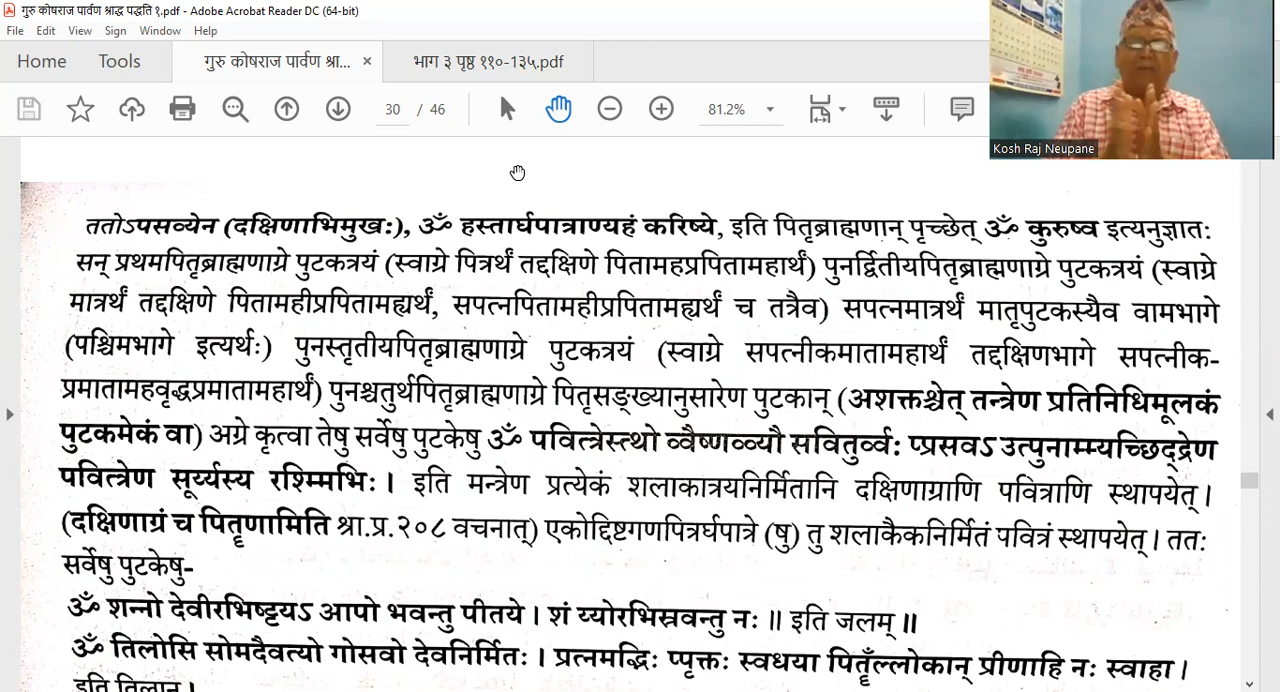 गुरु कोषराज पार्वण श्राद्ध पद्धति १.pdf - Adobe Acrobat Reader DC (64-bit)
File Edit View Sign Window Help
Home Tools गुरु कोषराज पार्वण श्रा... × भाग ३ पृष्ठ ११०-१३५.pdf
30 / 46 81.2%
Kosh Raj Neupane
ततोऽपसव्येन (दक्षिणाभिमुखः), ॐ हस्तार्घपात्राण्यहं करिष्ये, इति पितृब्राह्मणान् पृच्छेत् ॐ कुरुष्व इत्यनुज्ञातः
सन् प्रथमपितृब्राह्मणाग्रे पुटकत्रयं (स्वाग्रे पित्रर्थं तद्दक्षिणे पितामहप्रपितामहार्थं) पुनर्द्वितीयपितृब्राह्मणाग्रे पुटकत्रयं (स्वाग्रे
मात्रर्थं तद्दक्षिणे पितामहीप्रपितामह्यर्थं, सपत्नपितामहीप्रपितामह्यर्थं च तत्रैव) सपत्नमात्रर्थं मातृपुटकस्यैव वामभागे
(पश्चिमभागे इत्यर्थः) पुनस्तृतीयपितृब्राह्मणाग्रे पुटकत्रयं (स्वाग्रे सपत्नीकमातामहार्थं तद्दक्षिणभागे सपत्नीक-
प्रमातामहवृद्धप्रमातामहार्थं) पुनश्चतुर्थपितृब्राह्मणाग्रे पितृसङ्ख्यानुसारेण पुटकान् (अशक्तश्चेत् तन्त्रेण प्रतिनिधिमूलकं
पुटकमेकं वा) अग्रे कृत्वा तेषु सर्वेषु पुटकेषु ॐ पवित्रेस्त्थो व्वैष्णव्यौ सवितुर्व्वः प्प्रसवऽ उत्पुनाम्म्यच्छिद्द्रेण
पवित्रेण सूर्य्यस्य रश्म्मिभिः। इति मन्त्रेण प्रत्येकं शलाकात्रयनिर्मितानि दक्षिणाग्राणि पवित्राणि स्थापयेत्।
(दक्षिणाग्रं च पितॄणामिति श्रा.प्र.२०८ वचनात्) एकोद्दिष्टगणपित्रर्घपात्रे (षु) तु शलाकैकनिर्मितं पवित्रं स्थापयेत्। ततः
सर्वेषु पुटकेषु-
ॐ शन्नो देवीरभिष्ट्टयऽ आपो भवन्तु पीतये। शं य्योरभिस्रवन्तु नः॥ इति जलम्॥
ॐ तिलोसि सोमदैवत्यो गोसवो देवनिर्मितः। प्रत्नमद्भिः प्पृक्तः स्वधया पितॄँल्लोकान् प्रीणाहि नः स्वाहा।
इति तिलान्।